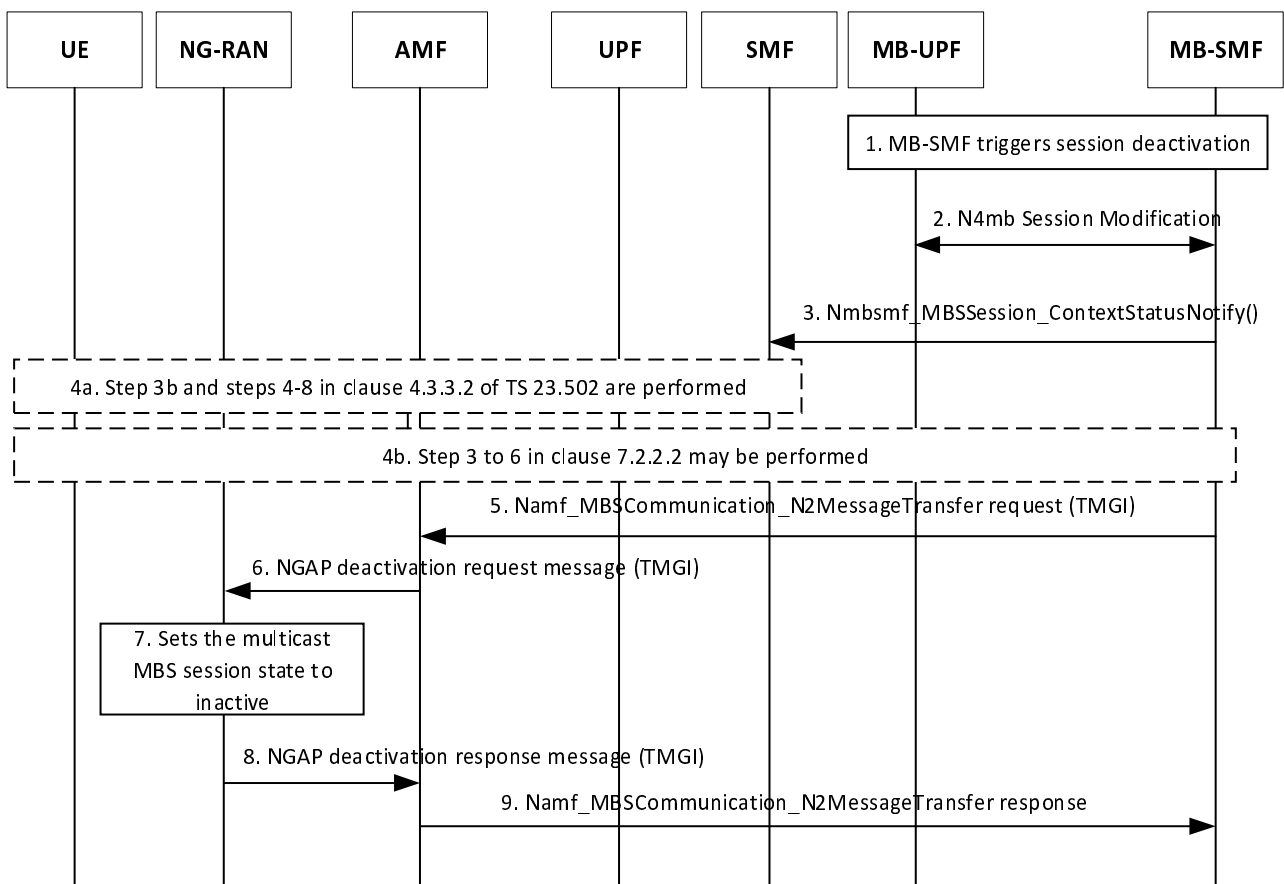 UE
NG-RAN
AMF
UPF
SMF
MB-UPF
MB-SMF
1. MB-SMF triggers session deactivation
2. N4mb Session Modification
3. Nmbsmf_MBSSession_ContextStatusNotify()
4a. Step 3b and steps 4-8 in clause 4.3.3.2 of TS 23.502 are performed
4b. Step 3 to 6 in clause 7.2.2.2 may be performed
5. Namf_MBSCommunication_N2MessageTransfer request (TMGI)
6. NGAP deactivation request message (TMGI)
7. Sets the multicast
MBS session state to
inactive
8. NGAP deactivation response message (TMGI)
9. Namf_MBSCommunication_N2MessageTransfer response